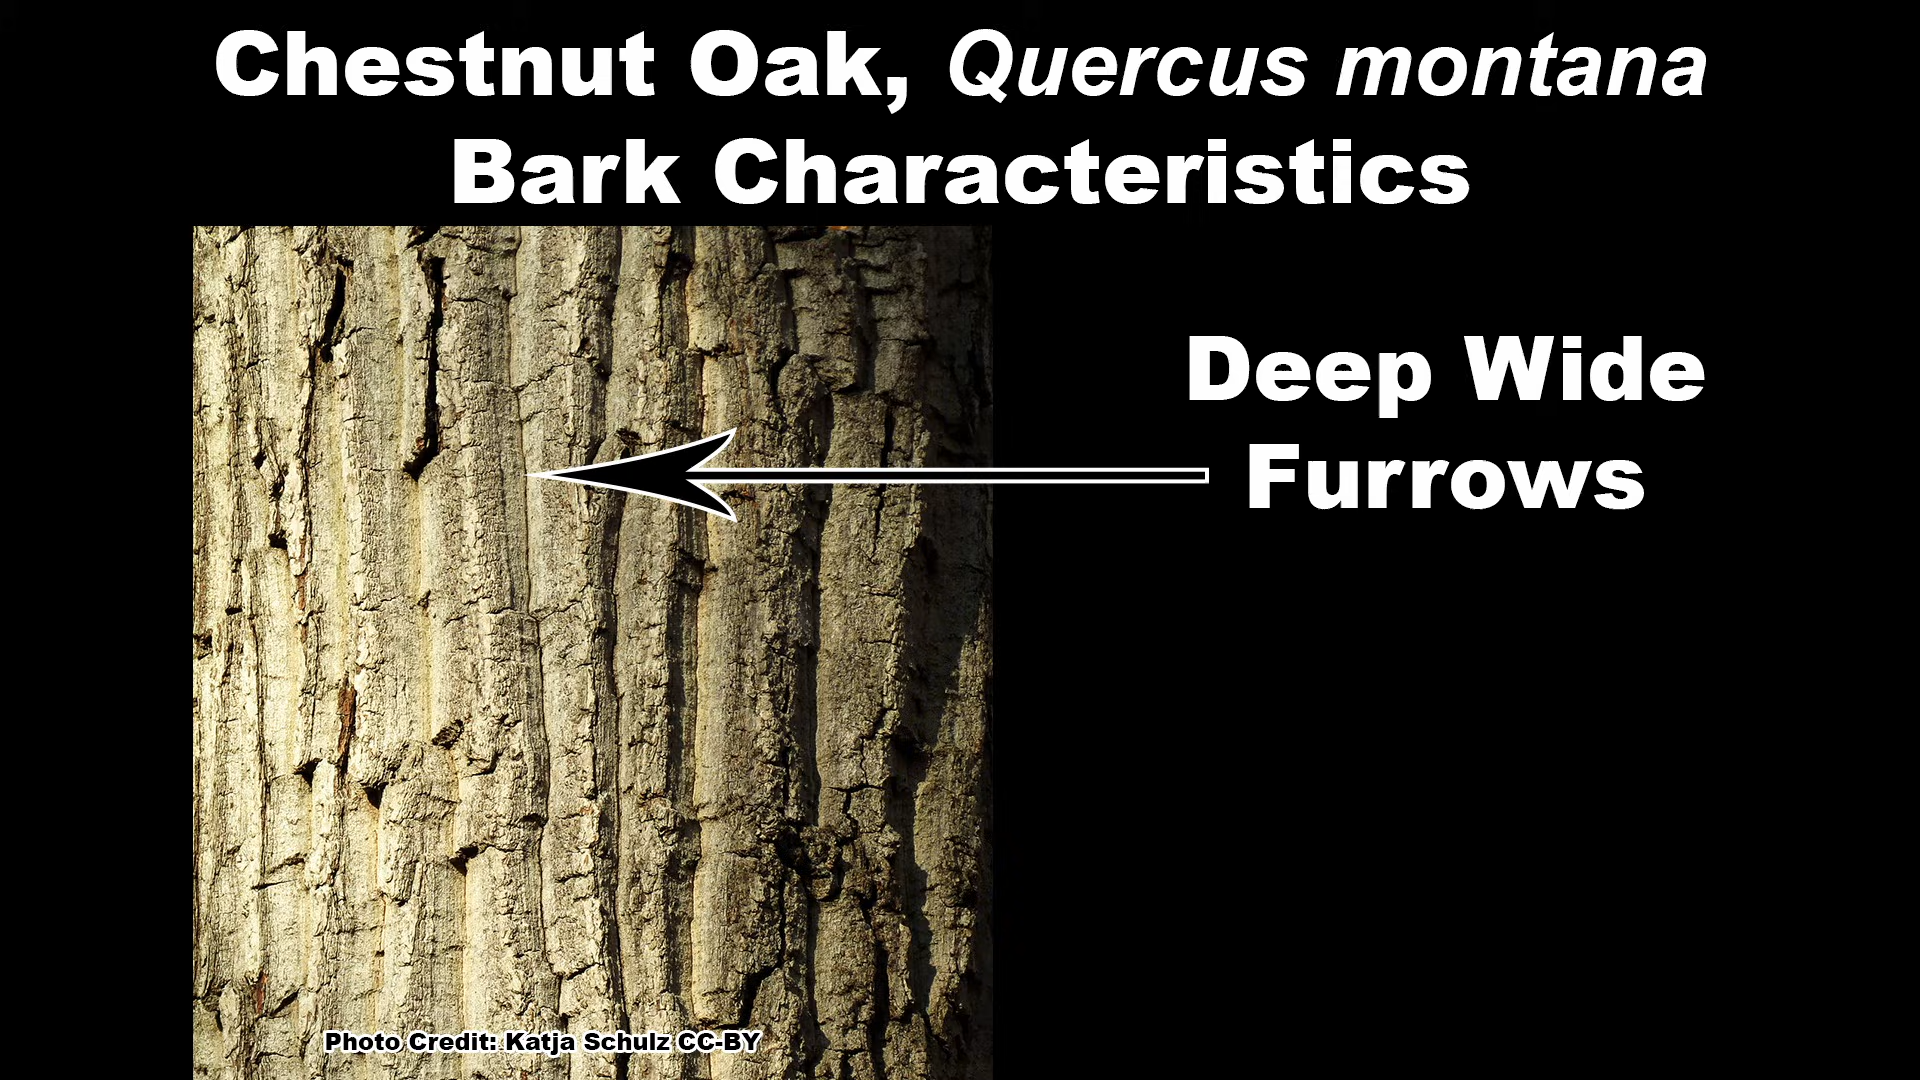 Chestnut Oak, Quercus montana
Bark Characteristics
Deep Wide
Furrows
Photo Credit: Katja Schulz CC-BY